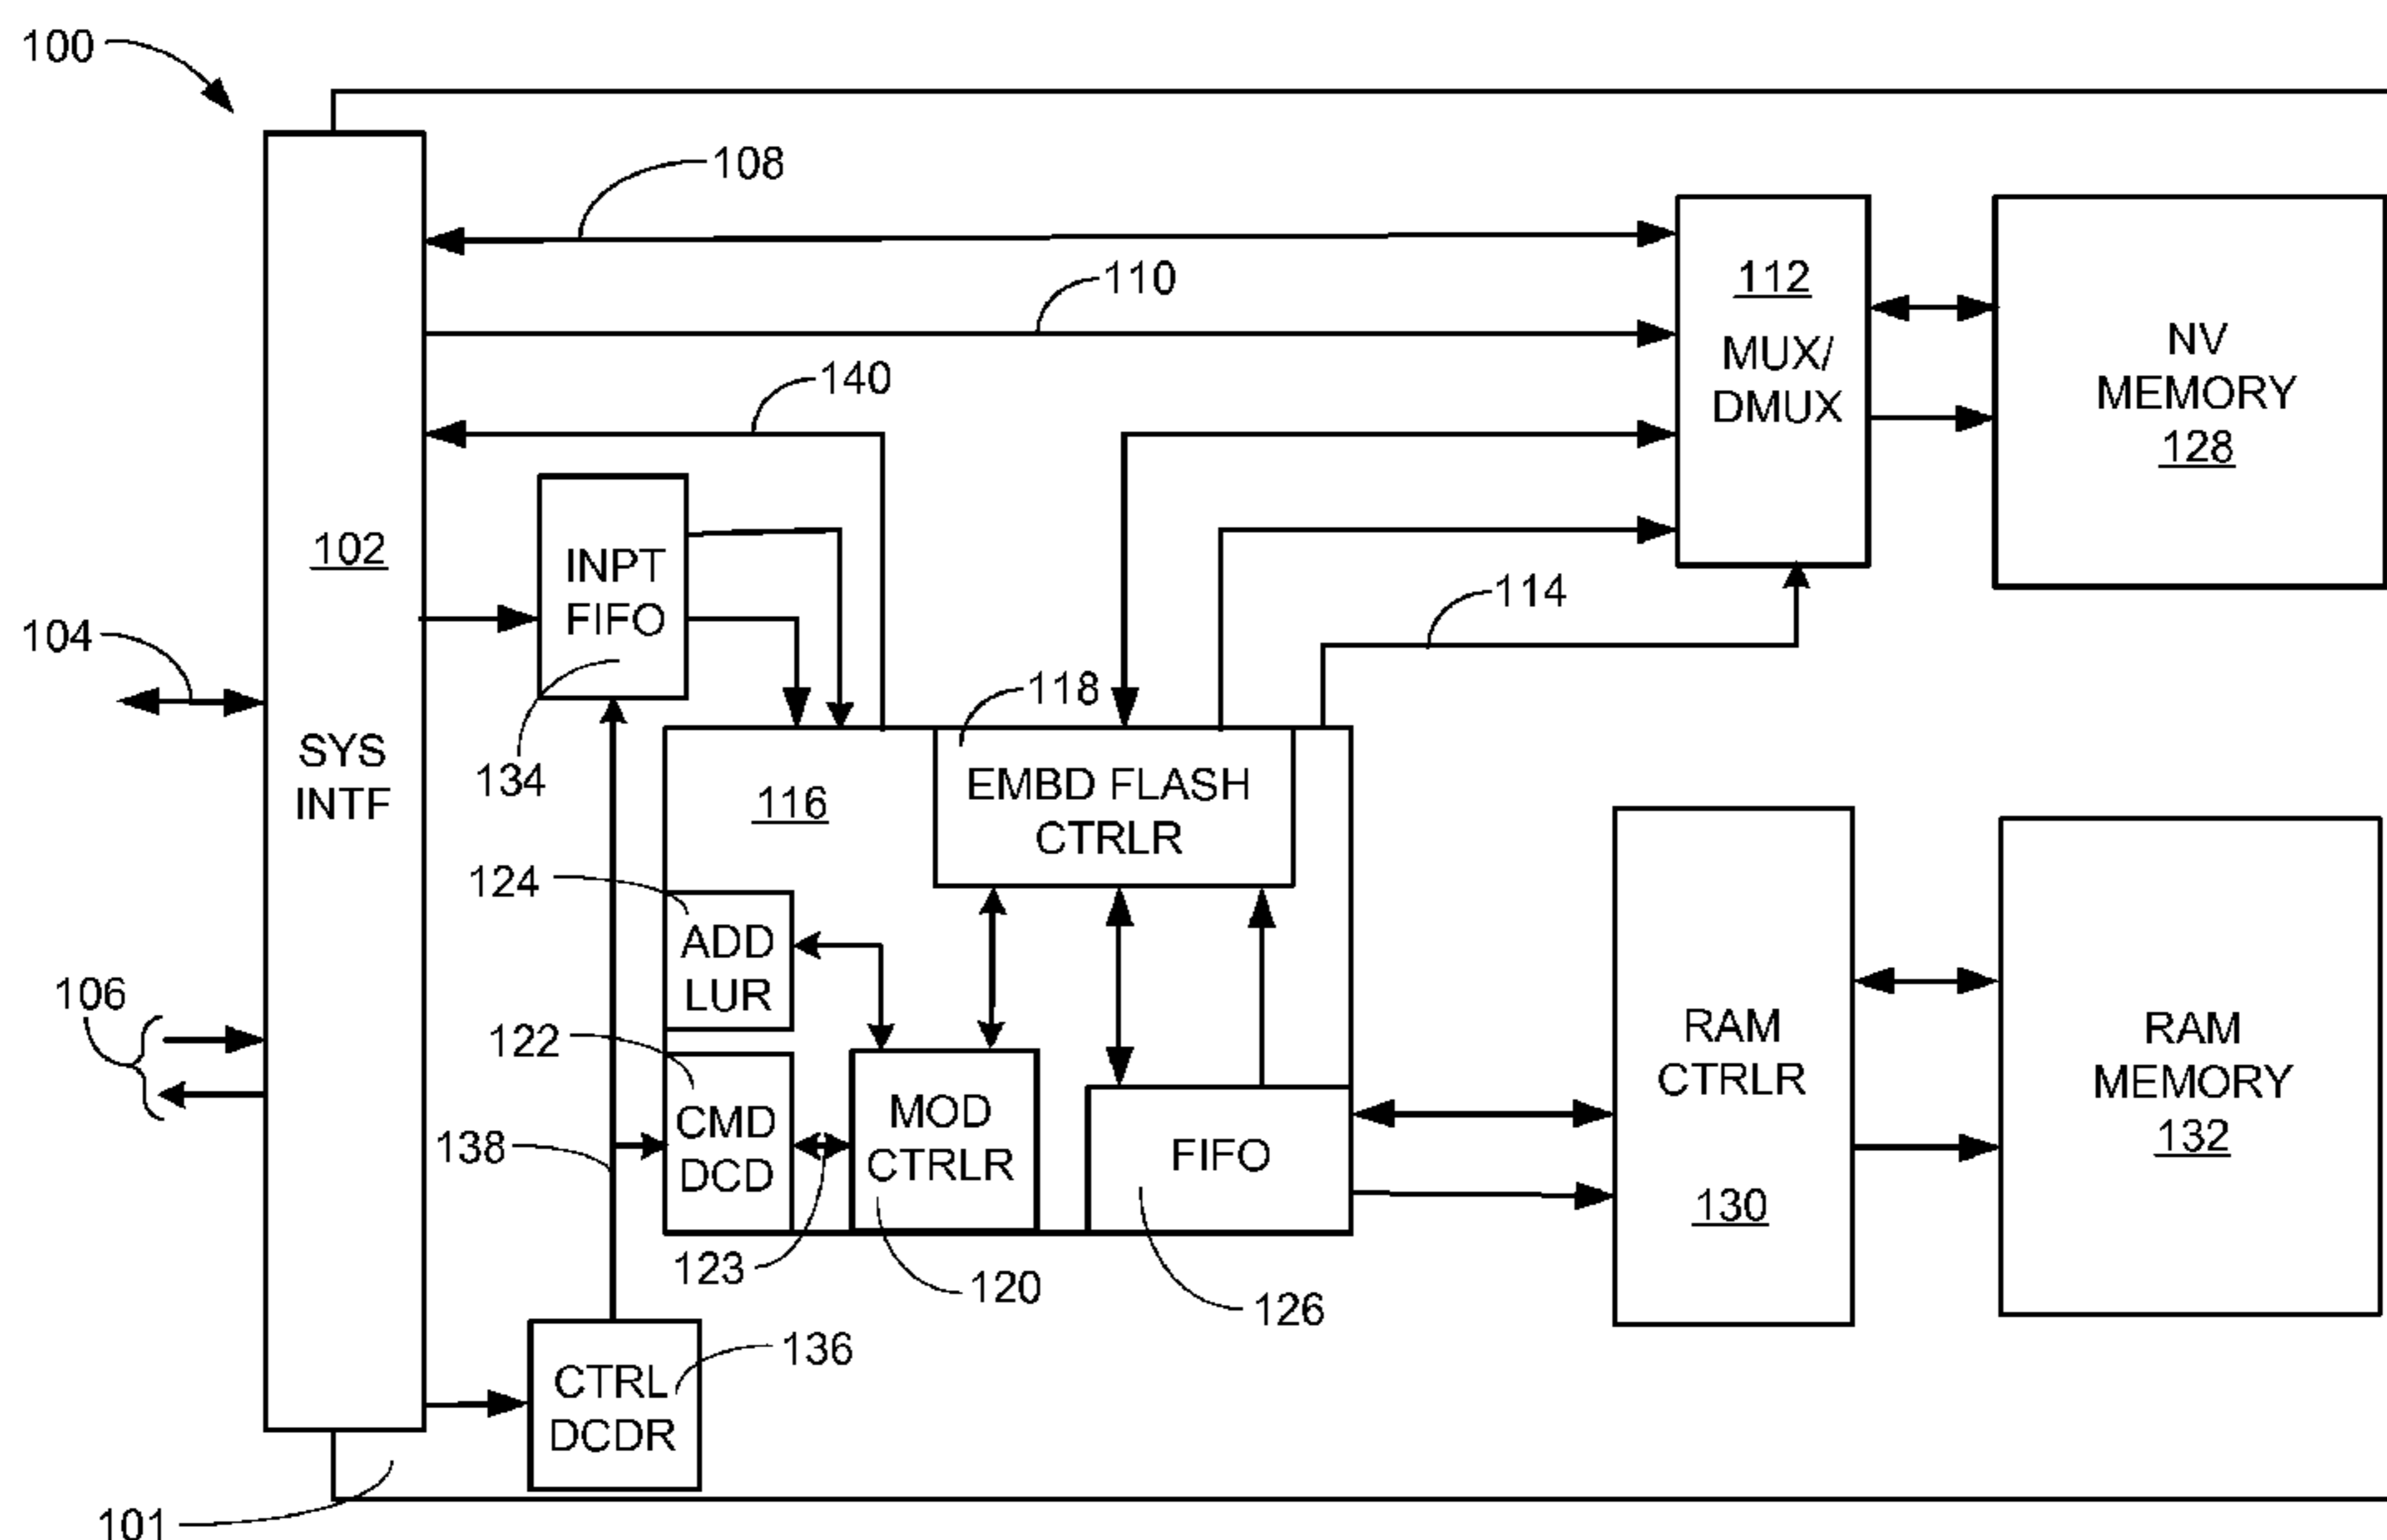 100
108
110
140
112
MUX/
DMUX
NV
MEMORY
128
102
SYS
INTF
INPT
FIFO
134
104
106
114
118
116
EMBD FLASH
CTRLR
124
ADD
LUR
122
CMD
DCD
138
123
MOD
CTRLR
120
FIFO
126
RAM
CTRLR
130
RAM
MEMORY
132
CTRL
DCDR
136
101